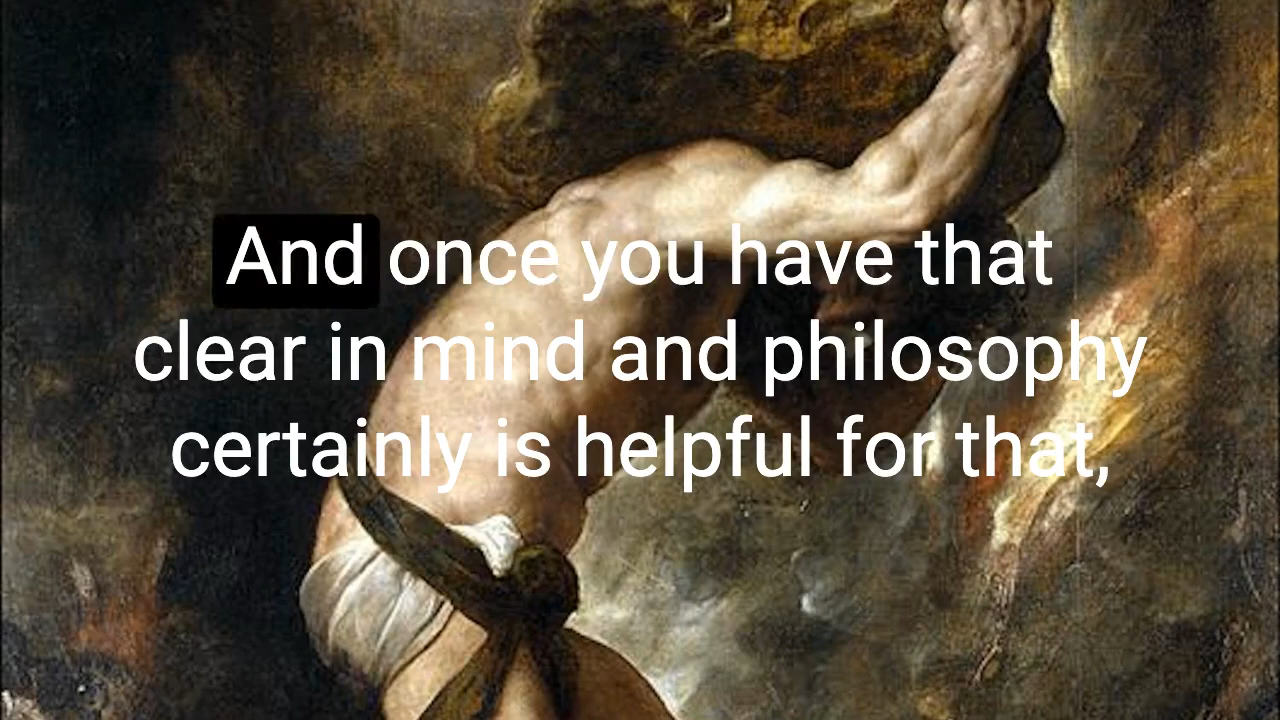 And once you have that
clear in mind and philosophy
certainly is helpful for that,